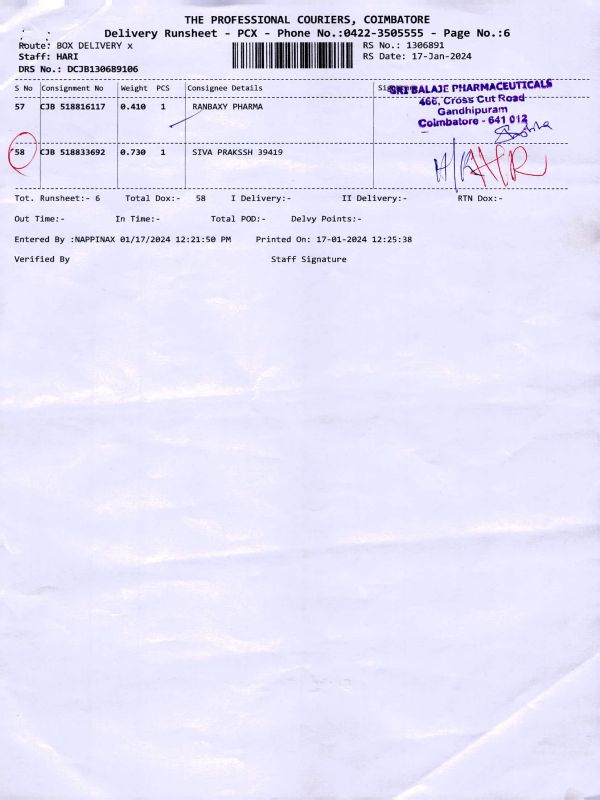 THE PROFESSIONAL COURIERS, COIMBATORE
Delivery Runsheet - PCX - Phone No.:0422-3505555 - Page No.:6
Route: BOX DELIVERY x RS No.: 1306891
Staff: HARI RS Date: 17-Jan-2024
DRS No.: DCJB130689106
S No Consignment No Weight PCS Consignee Details
SRI BALAJE PHARMACEUTICALS
466, Cross Cut Road
57 CJB 518816117 0.410 1 RANBAXY PHARMA
Gandhipuram
Coimbatore - 641 012
58 CJB 518833692 0.730 1 SIVA PRAKSSH 39419
Tot. Runsheet:- 6 Total Dox:- 58 I Delivery:- II Delivery:- RTN Dox:-
Out Time:- In Time:- Total POD:- Delvy Points:-
Entered By :NAPPINAX 01/17/2024 12:21:50 PM Printed On: 17-01-2024 12:25:38
Verified By Staff Signature